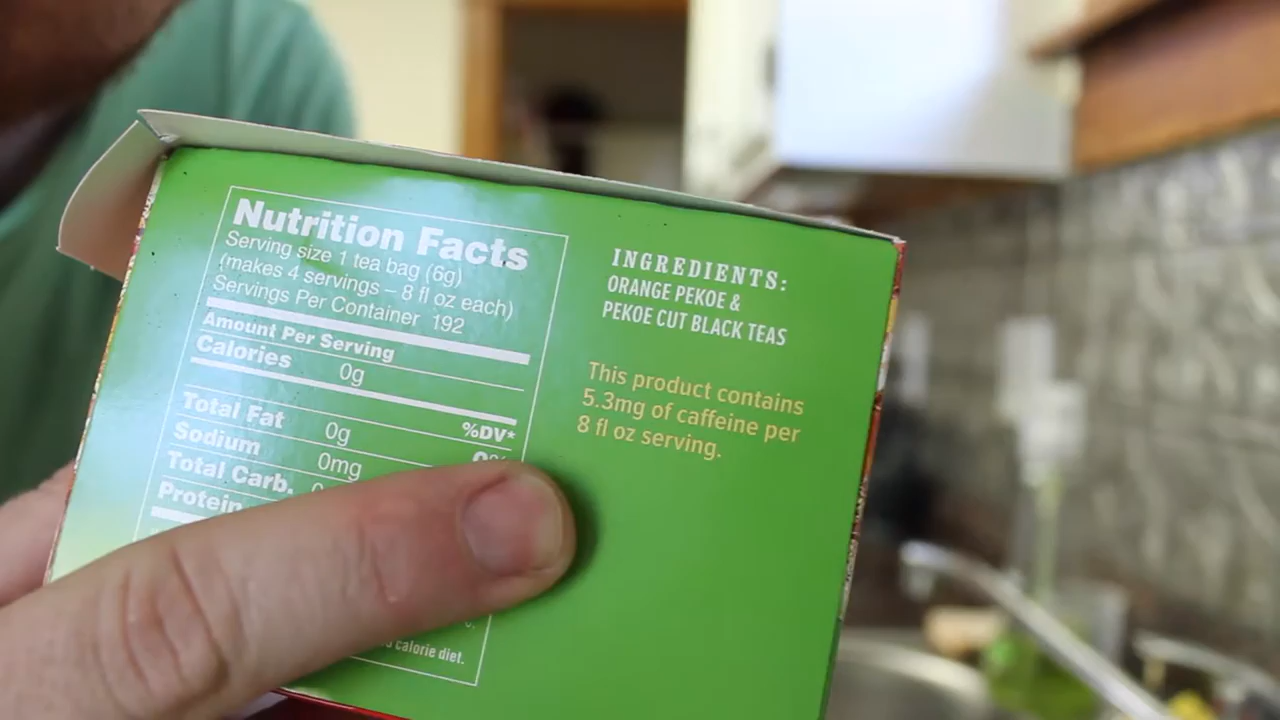 Nutrition Facts
Serving size 1 tea bag (6g)
(makes 4 servings – 8 fl oz each)
Servings Per Container 192
Amount Per Serving
Calories 0g
%DV*
Total Fat 0g
Sodium 0mg
Total Carb.
Protein
calorie diet.
INGREDIENTS:
ORANGE PEKOE &
PEKOE CUT BLACK TEAS
This product contains
5.3mg of caffeine per
8 fl oz serving.